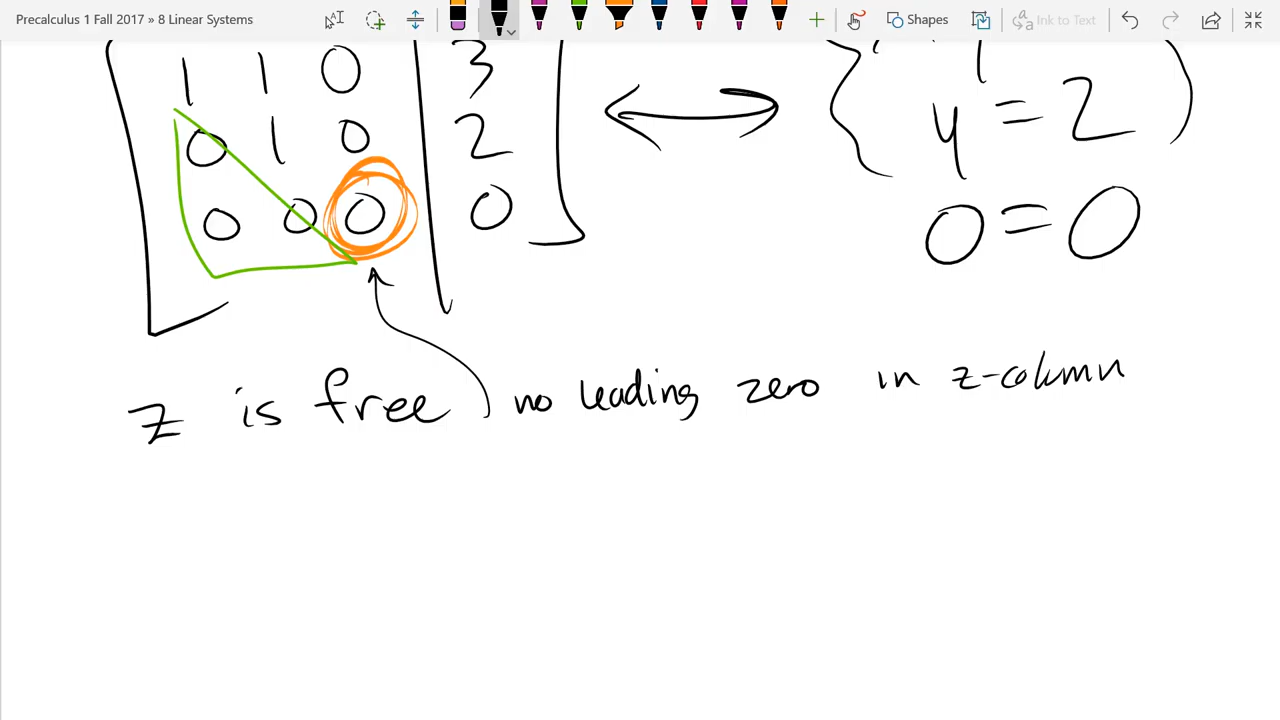 Precalculus 1 Fall 2017 » 8 Linear Systems
Shapes
Ink to Text
1 1 0 3
0 1 0 2
y = 2
0 0 0 0
0 = 0
z is free
no leading zero in z-column